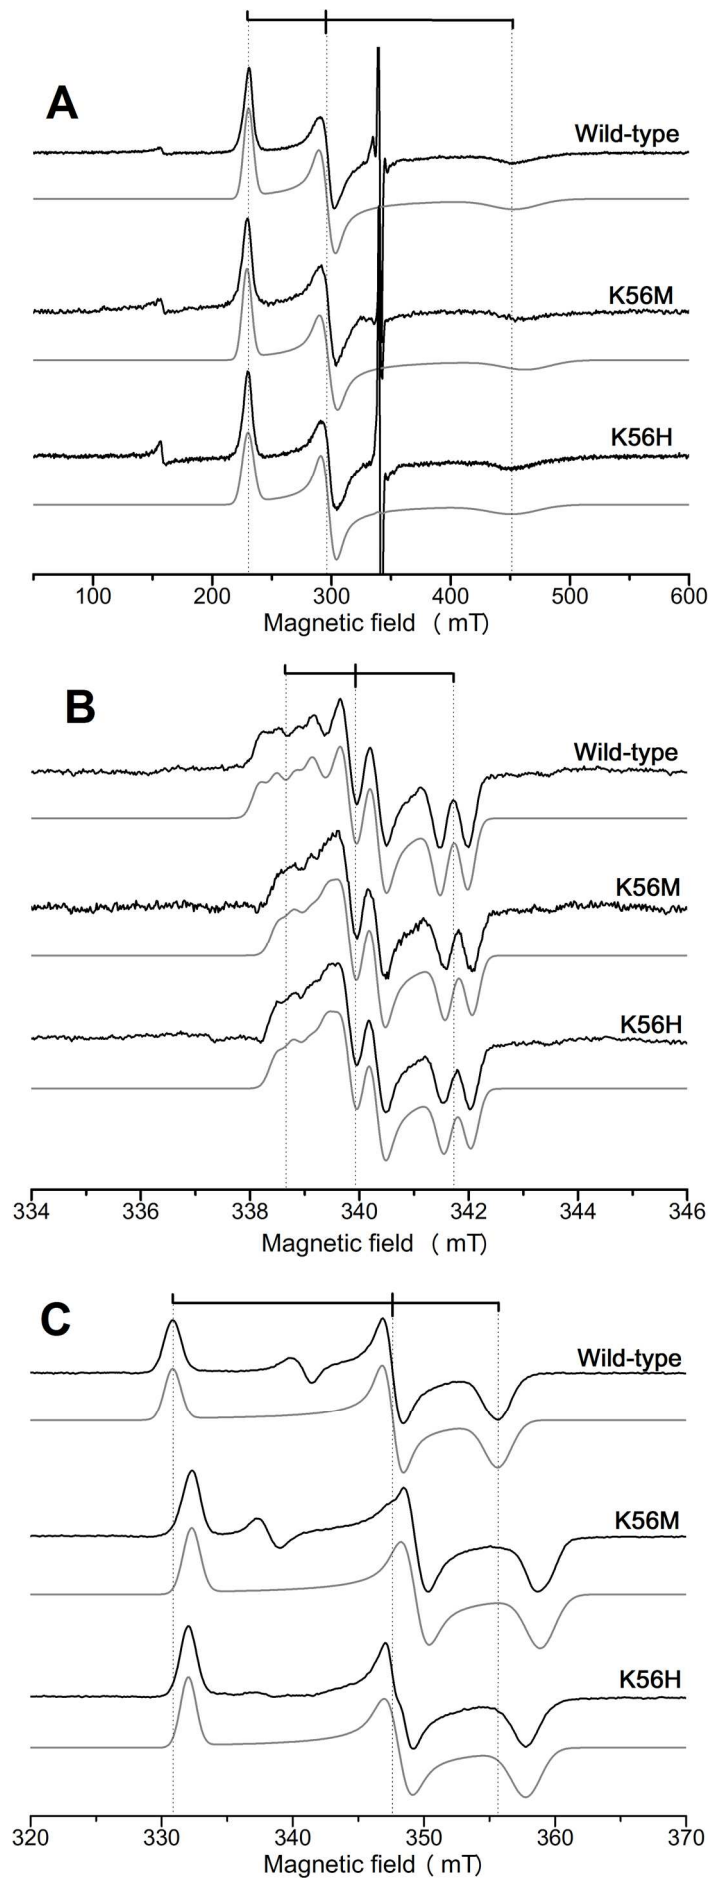 A
Wild-type
K56M
K56H
100 200 300 400 500 600
Magnetic field ( mT)
B
Wild-type
K56M
K56H
334 336 338 340 342 344 346
Magnetic field ( mT)
C
Wild-type
K56M
K56H
320 330 340 350 360 370
Magnetic field ( mT)